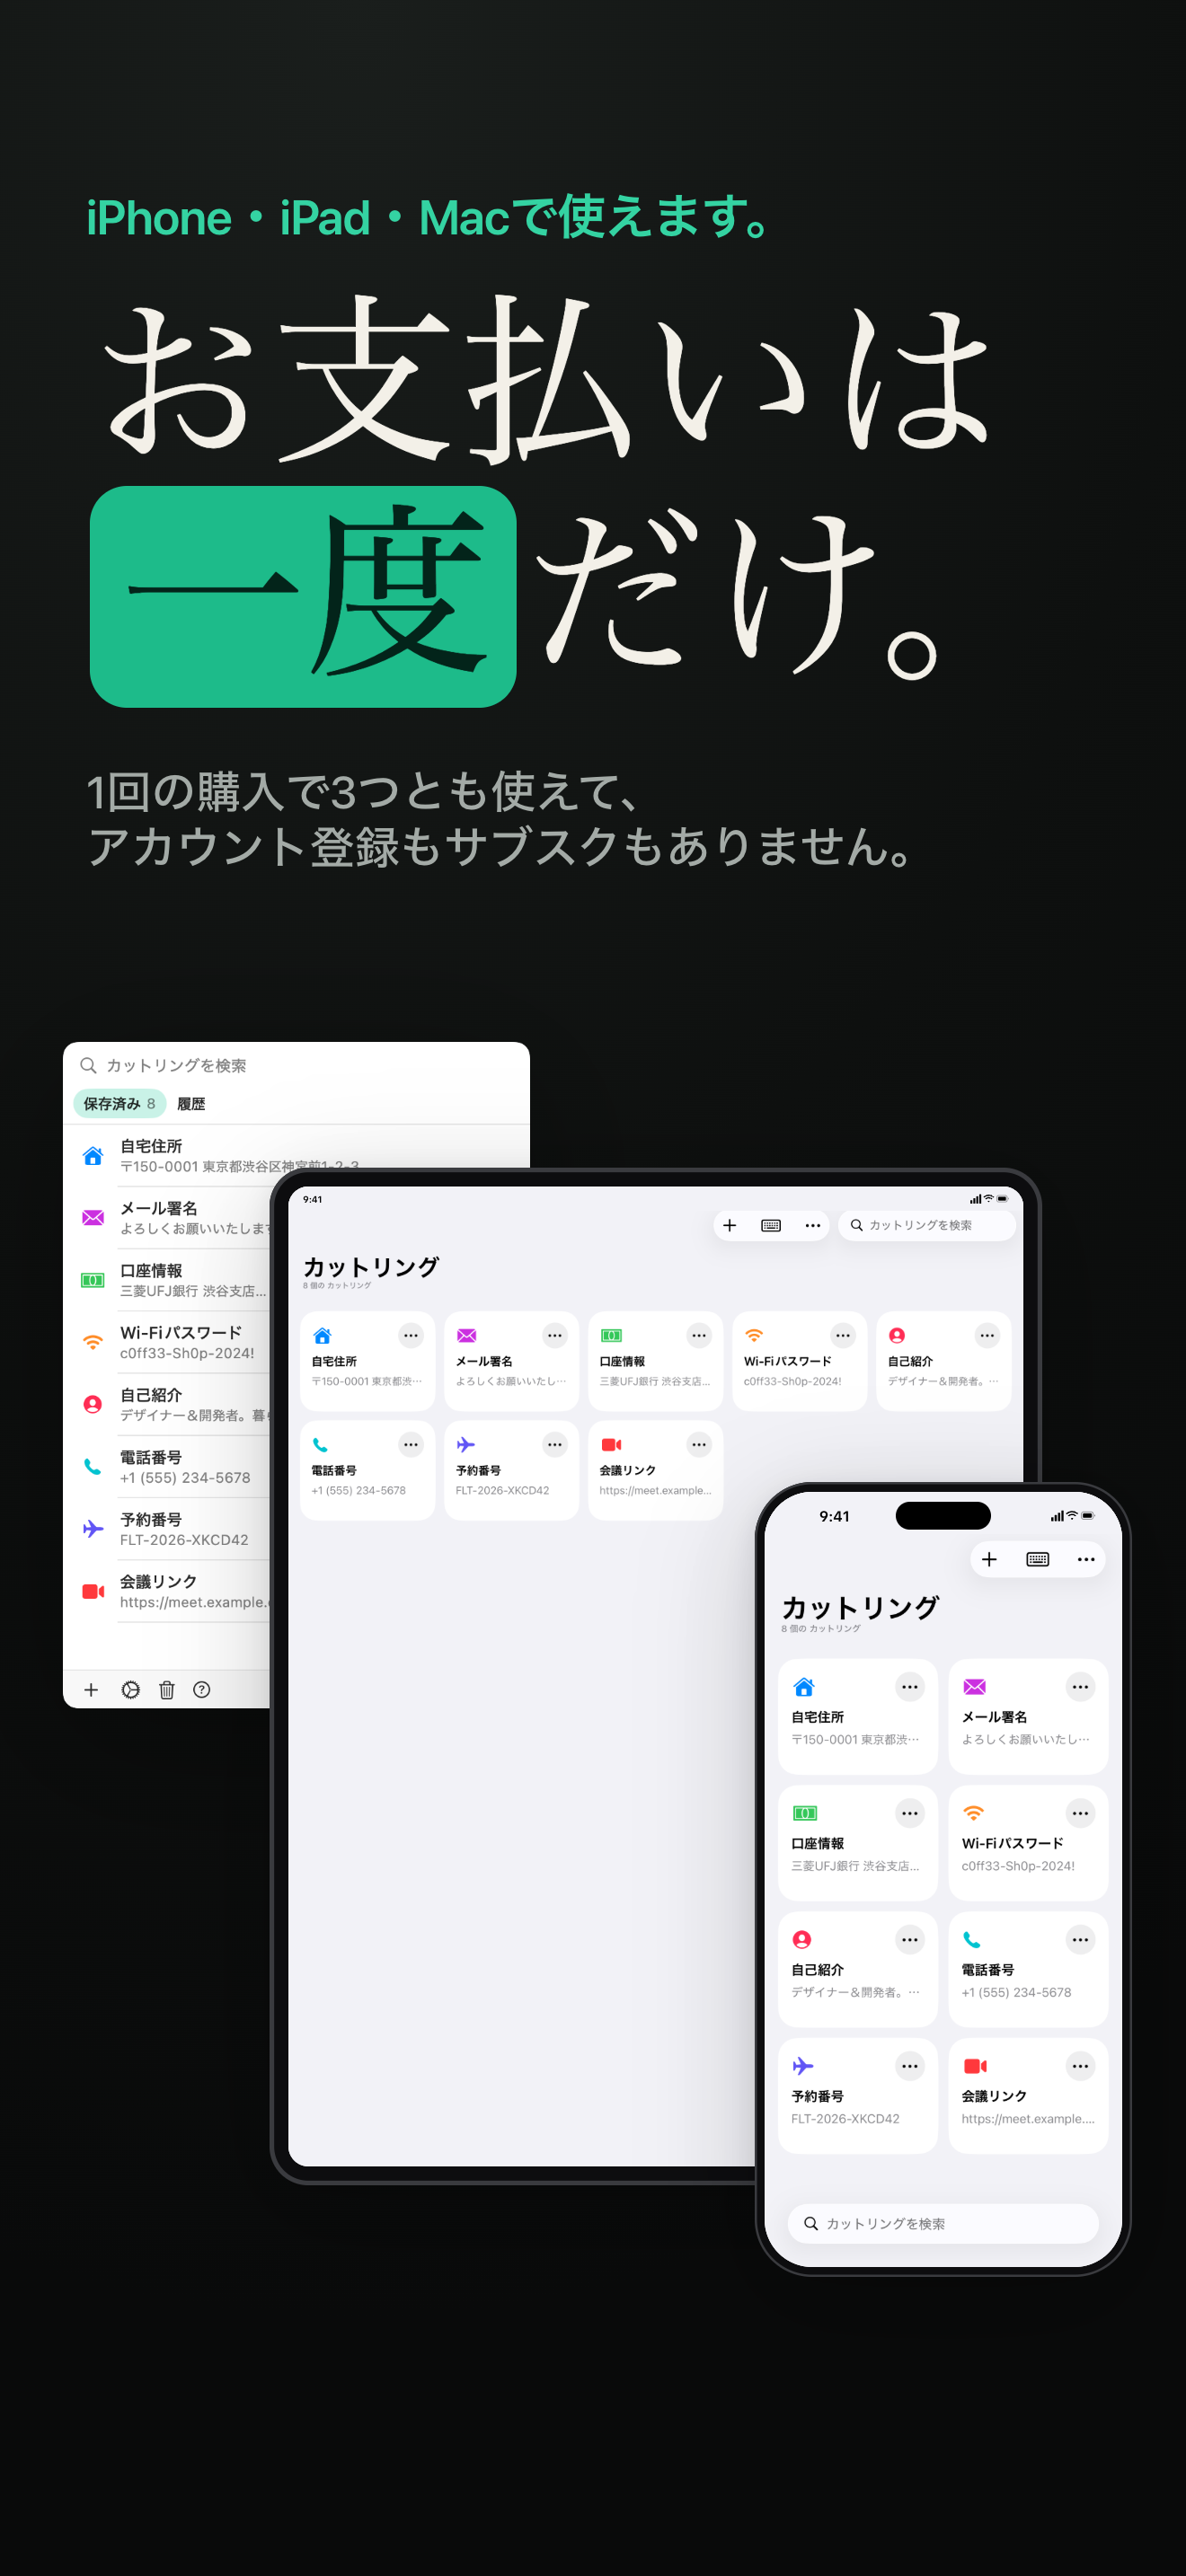 iPhone・iPad・Macで使えます。
お支払いは
一度だけ。
1回の購入で3つとも使えて、
アカウント登録もサブスクもありません。
カットリングを検索
保存済み 8 履歴
自宅住所
〒150-0001 東京都渋谷区神宮前1-2-3
メール署名
よろしくお願いいたします
口座情報
三菱UFJ銀行 渋谷支店...
Wi-Fiパスワード
c0ff33-Sh0p-2024!
自己紹介
デザイナー＆開発者。暮
電話番号
+1 (555) 234-5678
予約番号
FLT-2026-XKCD42
会議リンク
https://meet.example.
9:41
カットリングを検索
カットリング
8 個の カットリング
自宅住所
〒150-0001 東京都渋…
メール署名
よろしくお願いいたし…
口座情報
三菱UFJ銀行 渋谷支店...
Wi-Fiパスワード
c0ff33-Sh0p-2024!
自己紹介
デザイナー＆開発者。…
電話番号
+1 (555) 234-5678
予約番号
FLT-2026-XKCD42
会議リンク
https://meet.example...
9:41
カットリング
8 個の カットリング
自宅住所
〒150-0001 東京都渋…
メール署名
よろしくお願いいたし…
口座情報
三菱UFJ銀行 渋谷支店...
Wi-Fiパスワード
c0ff33-Sh0p-2024!
自己紹介
デザイナー＆開発者。…
電話番号
+1 (555) 234-5678
予約番号
FLT-2026-XKCD42
会議リンク
https://meet.example....
カットリングを検索